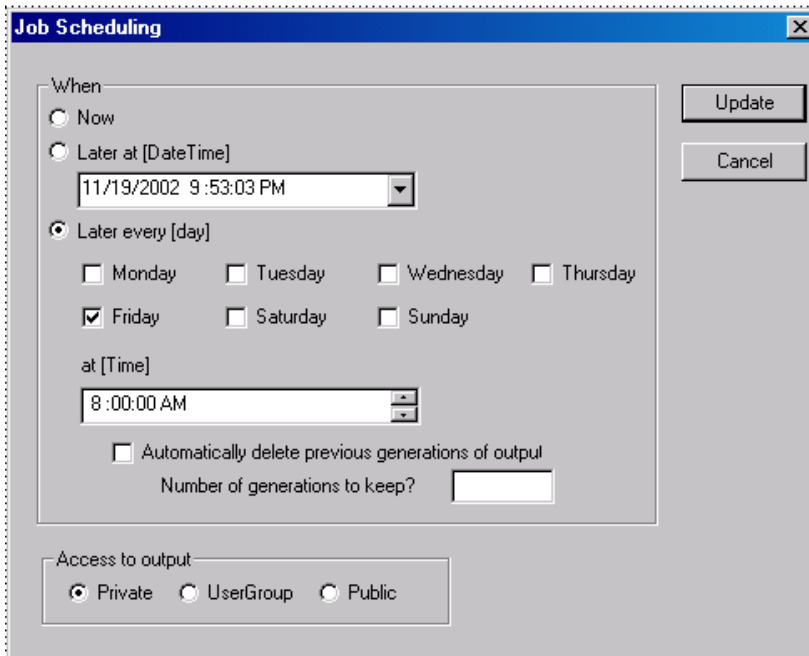 Job Scheduling
When
Now
Update
Later at [DateTime]
Cancel
11/19/2002 9 :53:03 PM
Later every [day]
Monday Tuesday Wednesday Thursday
Friday Saturday Sunday
at [Time]
8 :00:00 AM
Automatically delete previous generations of output
Number of generations to keep?
Access to output
Private UserGroup Public